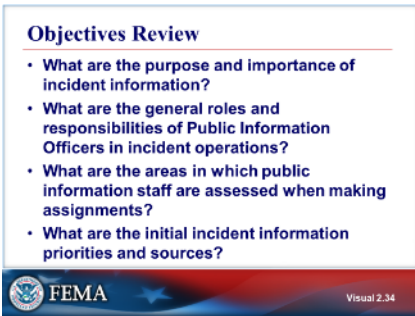 Objectives Review
• What are the purpose and importance of
incident information?
• What are the general roles and
responsibilities of Public Information
Officers in incident operations?
• What are the areas in which public
information staff are assessed when making
assignments?
• What are the initial incident information
priorities and sources?
FEMA
Visual 2.34